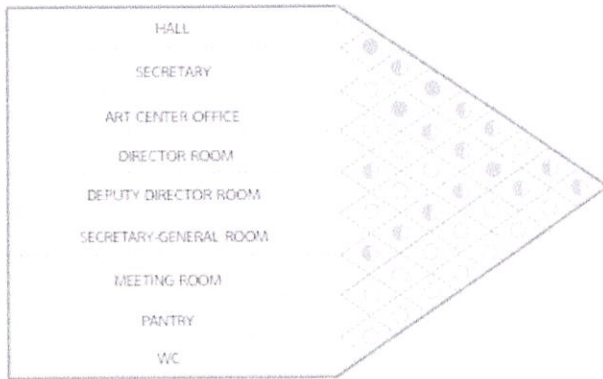 HALL
SECRETARY
ART CENTER OFFICE
DIRECTOR ROOM
DEPUTY DIRECTOR ROOM
SECRETARY-GENERAL ROOM
MEETING ROOM
PANTRY
WC